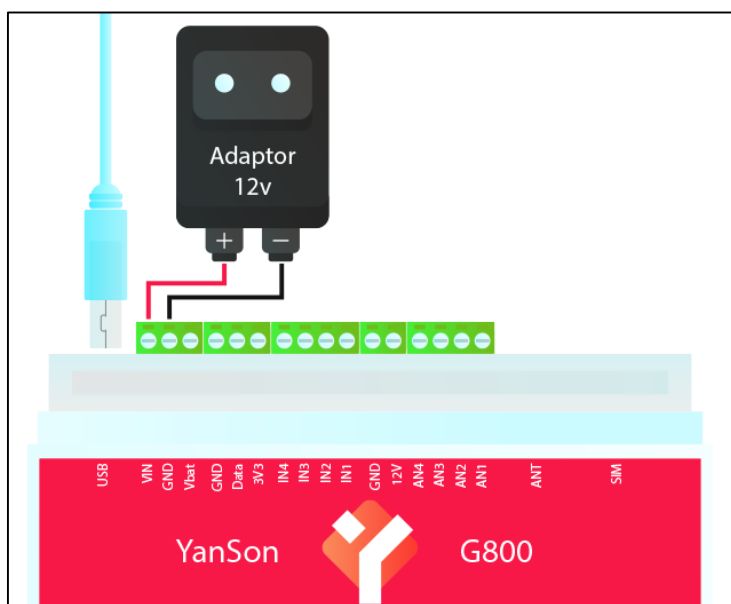 Adaptor
12v
+ −
USB VIN GND Vbat GND Data 3V3 IN4 IN3 IN2 IN1 GND 12V AN4 AN3 AN2 AN1 ANT SIM
YanSon G800